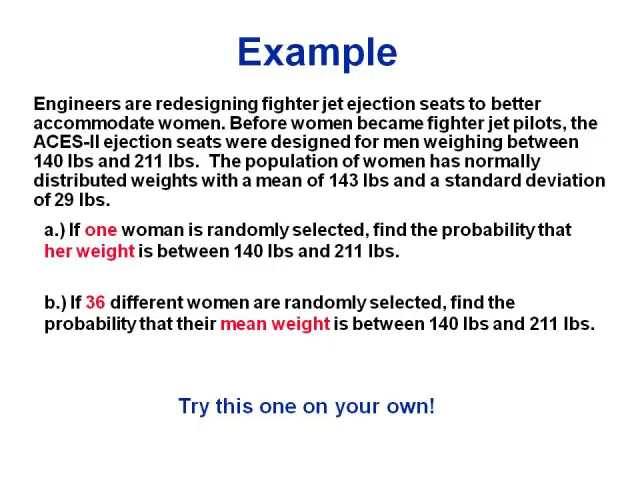 Example
Engineers are redesigning fighter jet ejection seats to better
accommodate women. Before women became fighter jet pilots, the
ACES-II ejection seats were designed for men weighing between
140 lbs and 211 lbs.  The population of women has normally
distributed weights with a mean of 143 lbs and a standard deviation
of 29 lbs.
a.) If one woman is randomly selected, find the probability that
her weight is between 140 lbs and 211 lbs.
b.) If 36 different women are randomly selected, find the
probability that their mean weight is between 140 lbs and 211 lbs.
Try this one on your own!